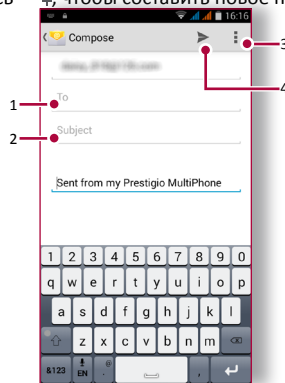 4, чтобы составить новое
16:16
Compose
3
4
To
1
Subject
2
Sent from my Prestigio MultiPhone
1 2 3 4 5 6 7 8 9 0
q w e r t y u i o p
a s d f g h j k l
z x c v b n m
&123 EN @ . ,